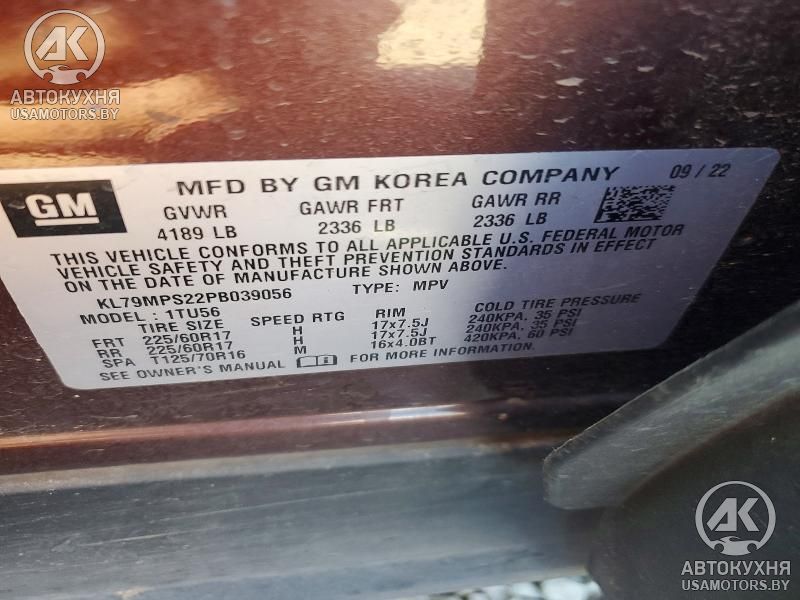 AK
АВТОКУХНЯ
USAMOTORS.BY
GM
MFD BY GM KOREA COMPANY 09 / 22
GVWR GAWR FRT GAWR RR
4189 LB 2336 LB 2336 LB
THIS VEHICLE CONFORMS TO ALL APPLICABLE U.S. FEDERAL MOTOR
VEHICLE SAFETY AND THEFT PREVENTION STANDARDS IN EFFECT
ON THE DATE OF MANUFACTURE SHOWN ABOVE.
KL79MPS22PB039056 TYPE: MPV
MODEL: 1TU56
TIRE SIZE SPEED RTG RIM COLD TIRE PRESSURE
FRT 225/60R17 H 17x7.5J 240KPA, 35 PSI
RR 225/60R17 H 17x7.5J 240KPA, 35 PSI
SPA T125/70R16 M 16x4.0BT 420KPA, 60 PSI
SEE OWNER'S MANUAL FOR MORE INFORMATION.
AK
АВТОКУХНЯ
USAMOTORS.BY